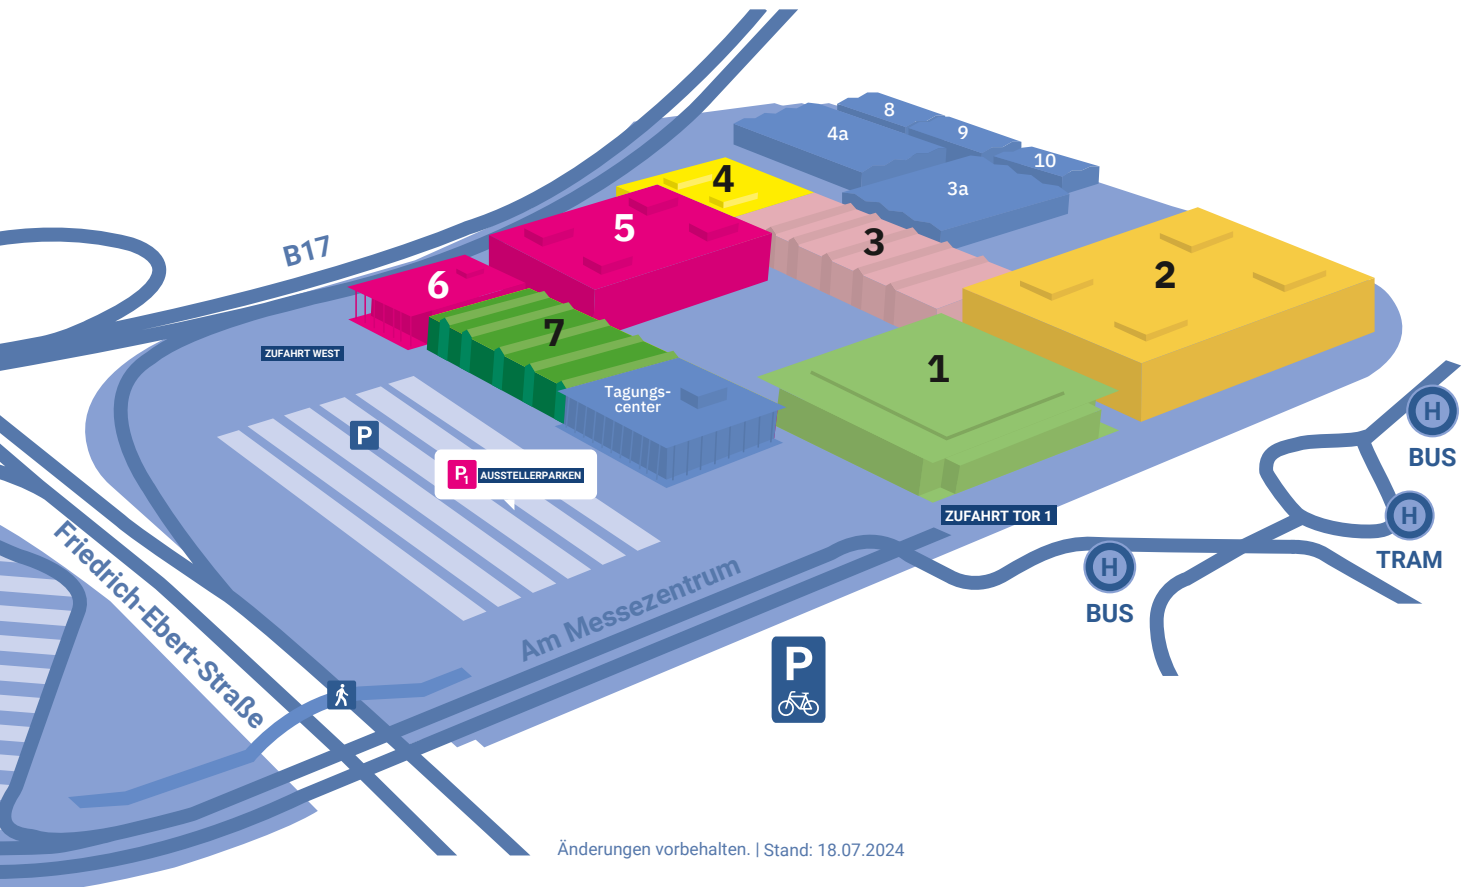 8
4a
9
10
4
3a
5
3
B17
2
6
7
ZUFAHRT WEST
1
Tagungs-
center
H
BUS
P
P1 AUSSTELLERPARKEN
ZUFAHRT TOR 1
H
TRAM
Friedrich-Ebert-Straße
Am Messezentrum
H
BUS
P
Änderungen vorbehalten. | Stand: 18.07.2024